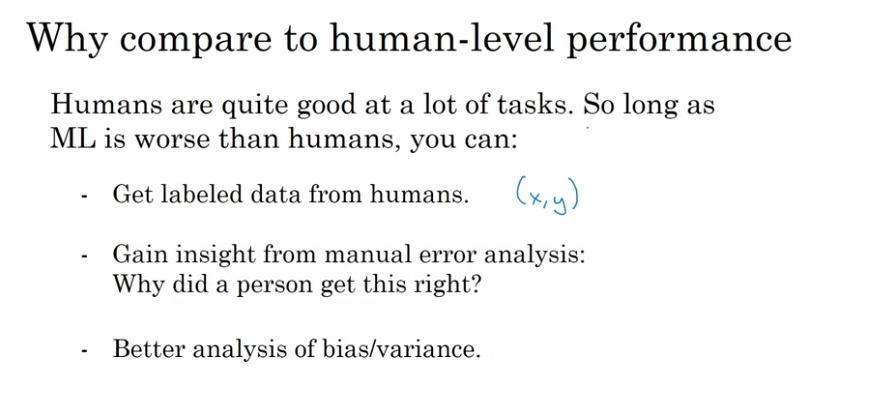 Why compare to human-level performance
Humans are quite good at a lot of tasks. So long as
ML is worse than humans, you can:
- Get labeled data from humans. (x,y)
- Gain insight from manual error analysis:
Why did a person get this right?
- Better analysis of bias/variance.